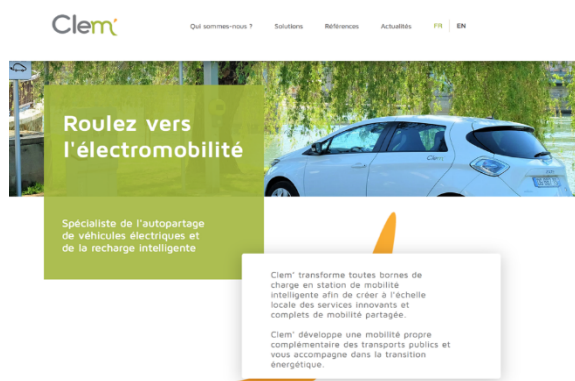 Clem'
Qui sommes-nous ?
Solutions
Références
Actualités
FR
EN
Roulez vers
l'électromobilité
Spécialiste de l'autopartage
de véhicules électriques et
de la recharge intelligente
Clem'
Clem' transforme toutes bornes de
charge en station de mobilité
intelligente afin de créer à l'échelle
locale des services innovants et
complets de mobilité partagée.
Clem' développe une mobilité propre
complémentaire des transports publics et
vous accompagne dans la transition
énergétique.